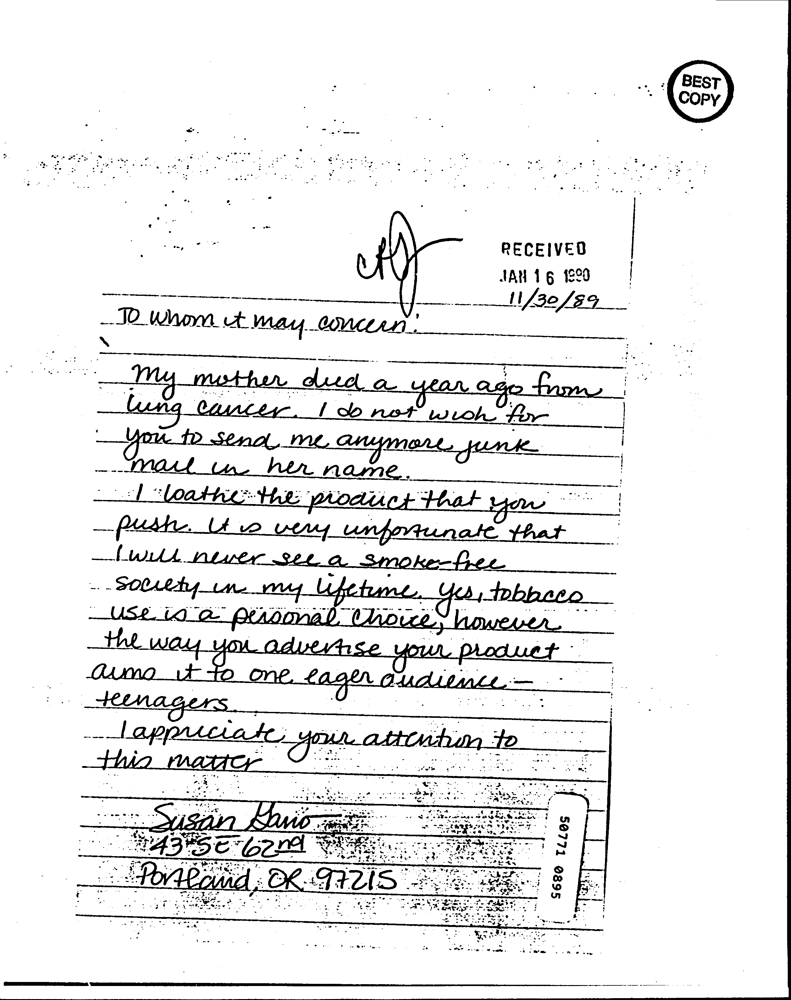 BEST
COPY
RECEIVED
JAN 16 1990
11/30/89
To whom it may concern:
My mother died a year ago from
lung cancer. I do not wish for
you to send me anymore junk
mail in her name.
I loathe the product that you
push. It is very unfortunate that
I will never see a smoke-free
society in my lifetime. Yes, tobbacco
use is a personal choice, however
the way you advertise your product
aims it to one eager audience –
teenagers.
I appriciate your attention to
this matter
Susan
43 SE 62nd
Portland, OR 97215
50771 0895